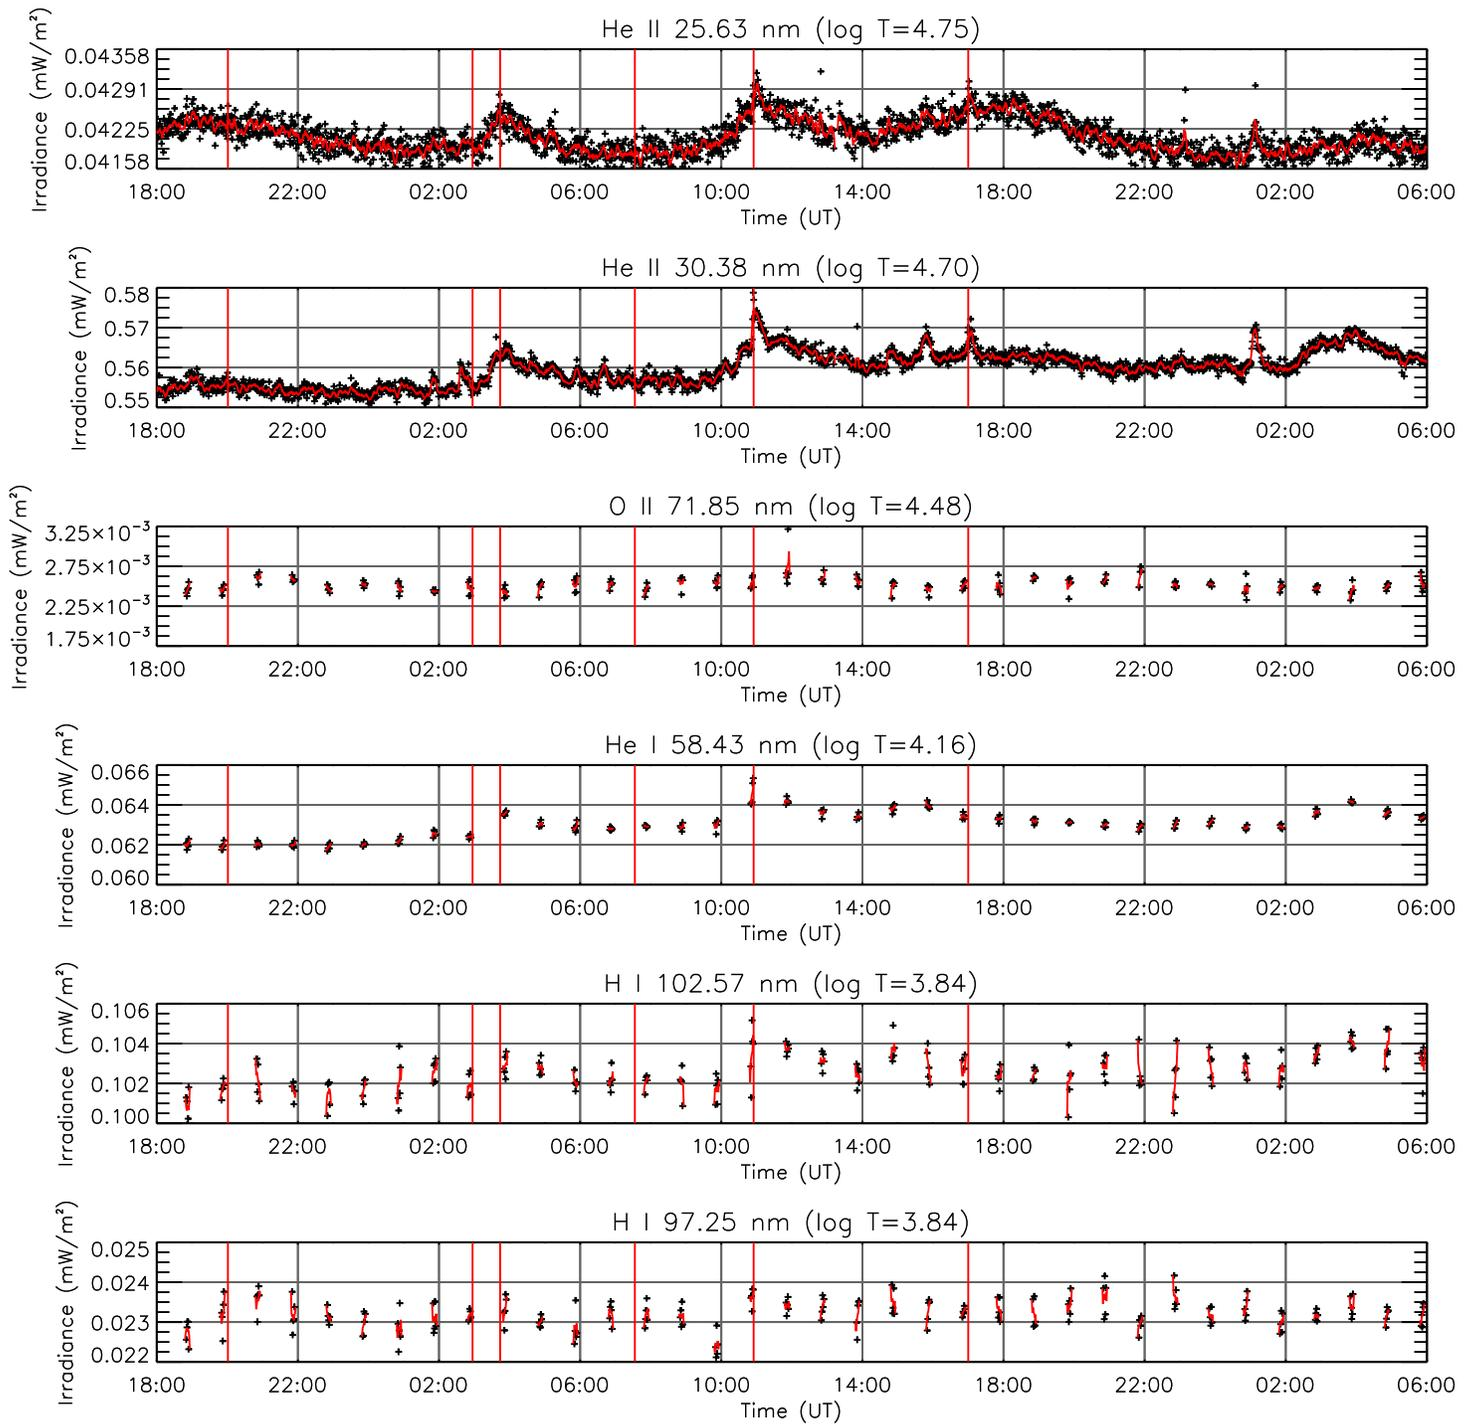 He II 25.63 nm (log T=4.75)
Irradiance (mW/m²)
0.04358
0.04291
0.04225
0.04158
18:00 22:00 02:00 06:00 10:00 14:00 18:00 22:00 02:00 06:00
Time (UT)
He II 30.38 nm (log T=4.70)
Irradiance (mW/m²)
0.58
0.57
0.56
0.55
18:00 22:00 02:00 06:00 10:00 14:00 18:00 22:00 02:00 06:00
Time (UT)
O II 71.85 nm (log T=4.48)
Irradiance (mW/m²)
3.25×10⁻³
2.75×10⁻³
2.25×10⁻³
1.75×10⁻³
18:00 22:00 02:00 06:00 10:00 14:00 18:00 22:00 02:00 06:00
Time (UT)
He I 58.43 nm (log T=4.16)
Irradiance (mW/m²)
0.066
0.064
0.062
0.060
18:00 22:00 02:00 06:00 10:00 14:00 18:00 22:00 02:00 06:00
Time (UT)
H I 102.57 nm (log T=3.84)
Irradiance (mW/m²)
0.106
0.104
0.102
0.100
18:00 22:00 02:00 06:00 10:00 14:00 18:00 22:00 02:00 06:00
Time (UT)
H I 97.25 nm (log T=3.84)
Irradiance (mW/m²)
0.025
0.024
0.023
0.022
18:00 22:00 02:00 06:00 10:00 14:00 18:00 22:00 02:00 06:00
Time (UT)